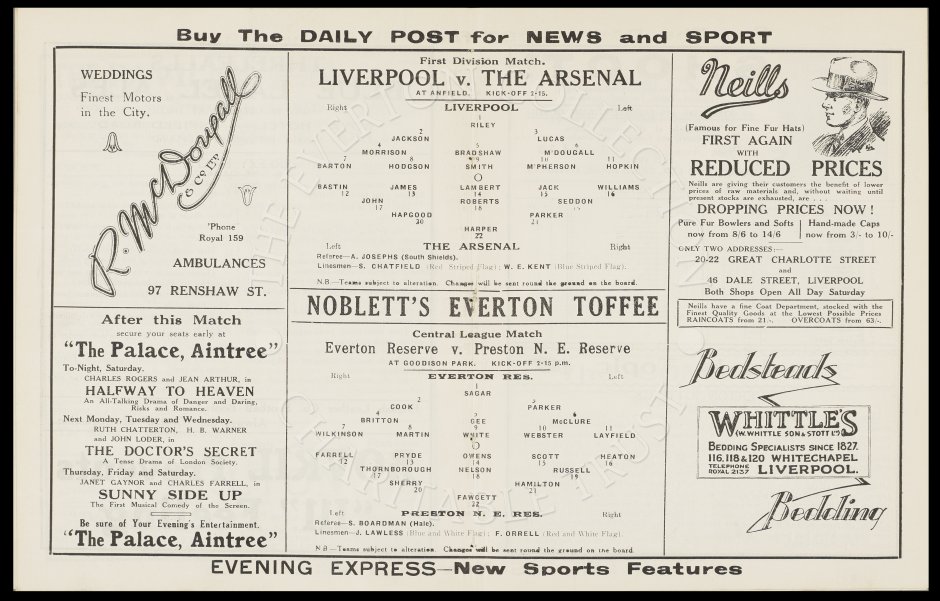 Buy The DAILY POST for NEWS and SPORT
WEDDINGS
Finest Motors
in the City.
R. McDougall
& Co LTD
'Phone
Royal 159
AMBULANCES
97 RENSHAW ST.
After this Match
secure your seats early at
"The Palace, Aintree"
To-Night, Saturday.
CHARLES ROGERS and JEAN ARTHUR, in
HALFWAY TO HEAVEN
An All-Talking Drama of Danger and Daring,
Risks and Romance.
Next Monday, Tuesday and Wednesday.
RUTH CHATTERTON, H. B. WARNER
and JOHN LODER, in
THE DOCTOR'S SECRET
A Tense Drama of London Society.
Thursday, Friday and Saturday.
JANET GAYNOR and CHARLES FARRELL, in
SUNNY SIDE UP
The First Musical Comedy of the Screen.
Be sure of Your Evening's Entertainment.
"The Palace, Aintree"
First Division Match.
LIVERPOOL v. THE ARSENAL
AT ANFIELD. KICK-OFF 2-15.
Right LIVERPOOL Left
1
RILEY
2 3
JACKSON LUCAS
4 5 6
MORRISON BRADSHAW M'DOUGALL
7 8 9 10 11
BARTON HODGSON SMITH M'PHERSON HOPKIN
BASTIN JAMES LAMBERT JACK WILLIAMS
12 13 14 15 16
JOHN ROBERTS SEDDON
17 18 19
HAPGOOD PARKER
20 21
HARPER
22
Left THE ARSENAL Right
Referee—A. JOSEPHS (South Shields).
Linesmen—S. CHATFIELD (Red Striped Flag); W. E. KENT (Blue Striped Flag).
N.B—Teams subject to alteration. Changes will be sent round the ground on the board.
NOBLETT'S EVERTON TOFFEE
Central League Match
Everton Reserve v. Preston N. E. Reserve
AT GOODISON PARK. KICK-OFF 2-15 p.m.
Right EVERTON RES. Left
1
SAGAR
2 3
COOK PARKER
4 5 6
BRITTON GEE McCLURE
7 8 9 10 11
WILKINSON MARTIN WHITE WEBSTER LAYFIELD
FARRELL PRYDE OWENS SCOTT HEATON
12 13 14 15 16
THORNBOROUGH NELSON RUSSELL
17 18 19
SHERRY HAMILTON
20 21
FAWCETT
22
Left PRESTON N. E. RES. Right
Referee—S. BOARDMAN (Hale).
Linesmen—J. LAWLESS (Blue and White Flag); F. ORRELL (Red and White Flag).
N.B—Teams subject to alteration. Changes will be sent round the ground on the board.
Neills
(Famous for Fine Fur Hats)
FIRST AGAIN
WITH
REDUCED PRICES
Neills are giving their customers the benefit of lower
prices of raw materials and, without waiting until
present stocks are exhausted, are . . .
DROPPING PRICES NOW!
Pure Fur Bowlers and Softs
now from 8/6 to 14/6
Hand-made Caps
now from 3/- to 10/-
ONLY TWO ADDRESSES:—
20-22 GREAT CHARLOTTE STREET
and
46 DALE STREET, LIVERPOOL
Both Shops Open All Day Saturday
Neills have a fine Coat Department, stocked with the
Finest Quality Goods at the Lowest Possible Prices
RAINCOATS from 21/-. OVERCOATS from 63/-.
Bedsteads
WHITTLE'S
(W. WHITTLE SON & STOTT LTD)
BEDDING SPECIALISTS SINCE 1827.
116, 118 & 120 WHITECHAPEL
TELEPHONE
ROYAL 2137
LIVERPOOL.
Bedding
EVENING EXPRESS—New Sports Features
THE EVERTON COLLECTION CHARITABLE TRUST